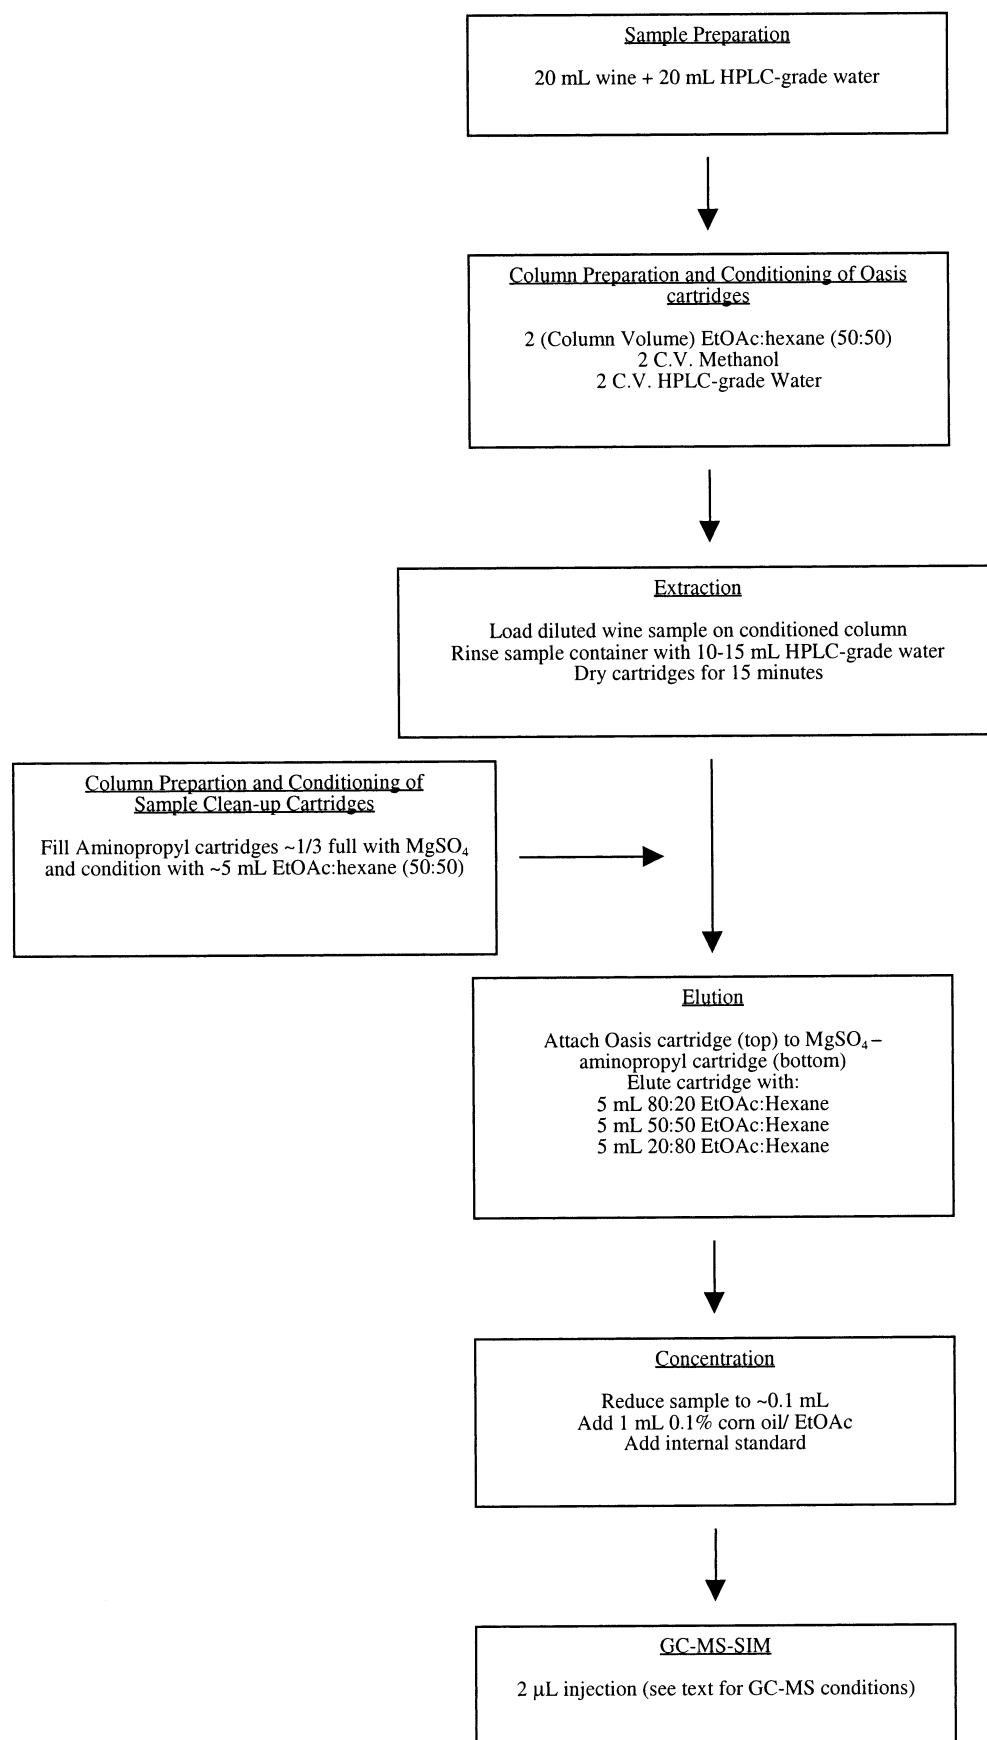 Sample Preparation
20 mL wine + 20 mL HPLC-grade water
Column Preparation and Conditioning of Oasis
cartridges
2 (Column Volume) EtOAc:hexane (50:50)
2 C.V. Methanol
2 C.V. HPLC-grade Water
Extraction
Load diluted wine sample on conditioned column
Rinse sample container with 10-15 mL HPLC-grade water
Dry cartridges for 15 minutes
Column Prepartion and Conditioning of
Sample Clean-up Cartridges
Fill Aminopropyl cartridges ~1/3 full with MgSO₄
and condition with ~5 mL EtOAc:hexane (50:50)
Elution
Attach Oasis cartridge (top) to MgSO₄–
aminopropyl cartridge (bottom)
Elute cartridge with:
5 mL 80:20 EtOAc:Hexane
5 mL 50:50 EtOAc:Hexane
5 mL 20:80 EtOAc:Hexane
Concentration
Reduce sample to ~0.1 mL
Add 1 mL 0.1% corn oil/ EtOAc
Add internal standard
GC-MS-SIM
2 μL injection (see text for GC-MS conditions)